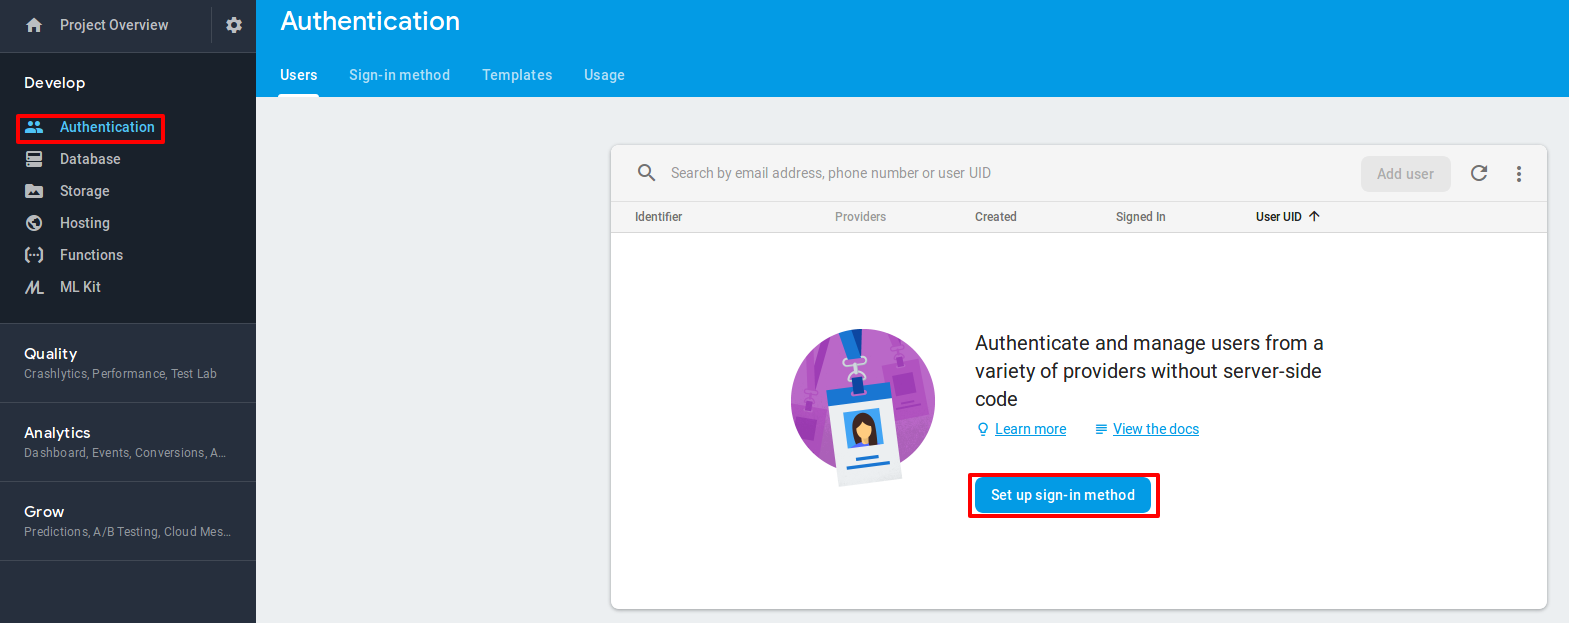 Project Overview
Develop
Authentication
Database
Storage
Hosting
Functions
ML Kit
Quality
Crashlytics, Performance, Test Lab
Analytics
Dashboard, Events, Conversions, A...
Grow
Predictions, A/B Testing, Cloud Mes...
Authentication
Users Sign-in method Templates Usage
Search by email address, phone number or user UID Add user
Identifier Providers Created Signed In User UID
Authenticate and manage users from a
variety of providers without server-side
code
Learn more View the docs
Set up sign-in method